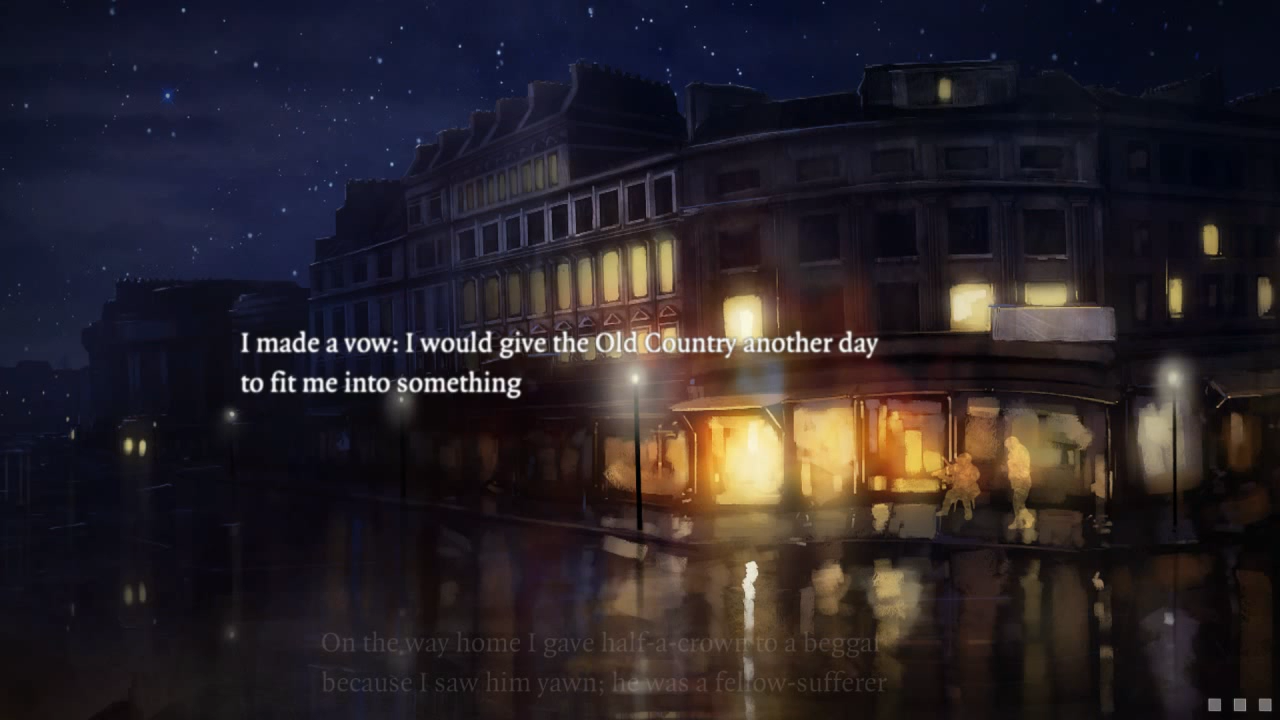 I made a vow: I would give the Old Country another day
to fit me into something
On the way home I gave half-a-crown to a beggar
because I saw him yawn; he was a fellow-sufferer